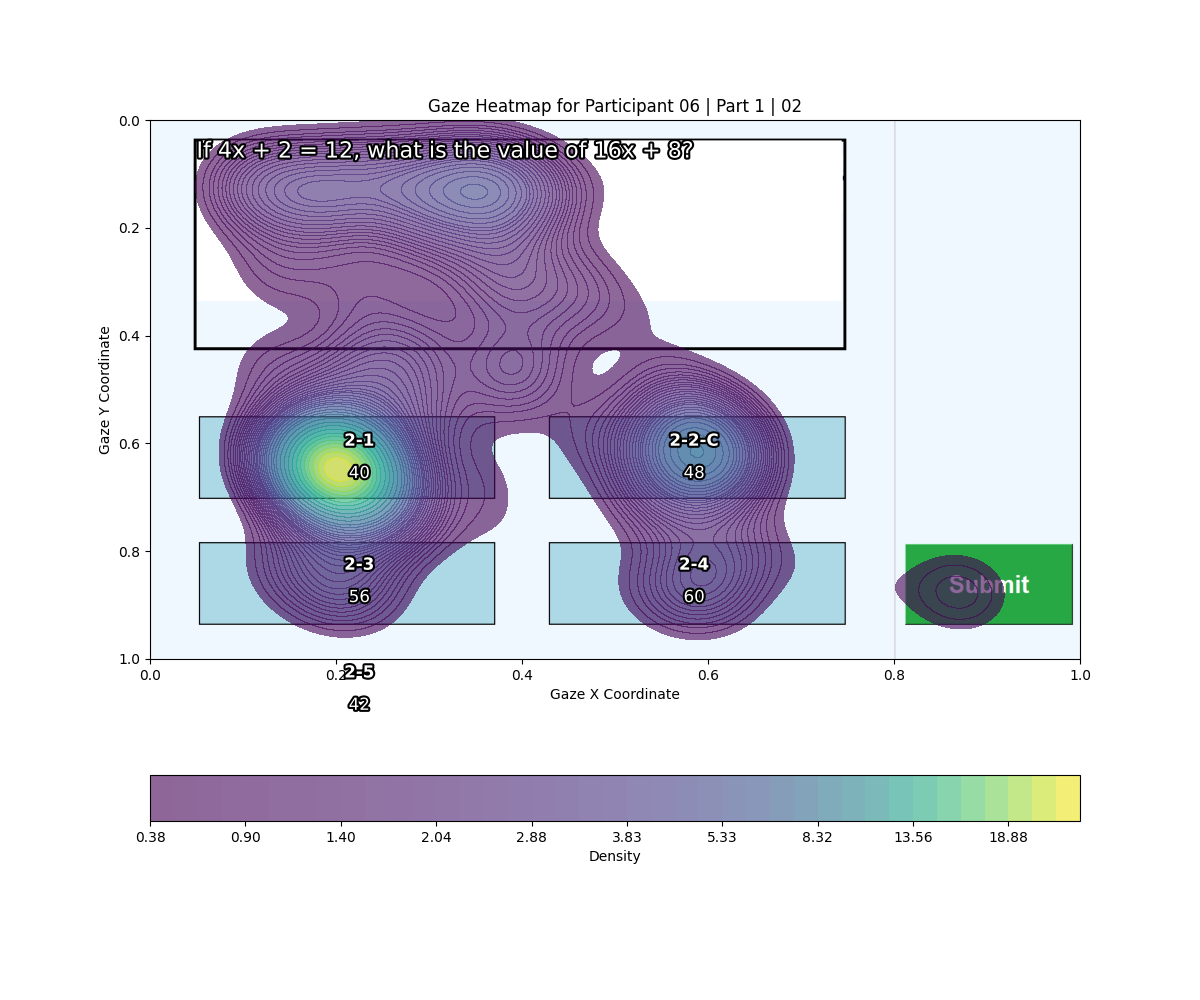 Gaze Heatmap for Participant 06 | Part 1 | 02
0.0
If 4x + 2 = 12, what is the value of 16x + 8?
0.2
0.4
Gaze Y Coordinate
0.6
2-1
40
2-2-C
48
0.8
2-3
56
2-4
60
Submit
1.0
0.0 0.2 0.4 0.6 0.8 1.0
2-5
Gaze X Coordinate
42
0.38 0.90 1.40 2.04 2.88 3.83 5.33 8.32 13.56 18.88
Density